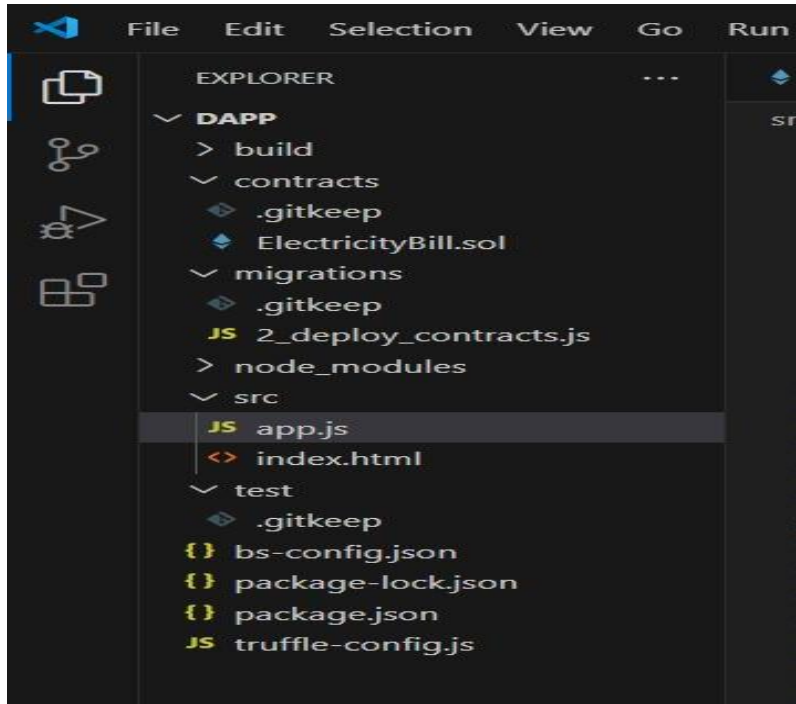 File Edit Selection View Go Run
EXPLORER ...
DAPP
sr
> build
contracts
.gitkeep
ElectricityBill.sol
migrations
.gitkeep
JS 2_deploy_contracts.js
> node_modules
src
JS app.js
<> index.html
test
.gitkeep
{} bs-config.json
{} package-lock.json
{} package.json
JS truffle-config.js